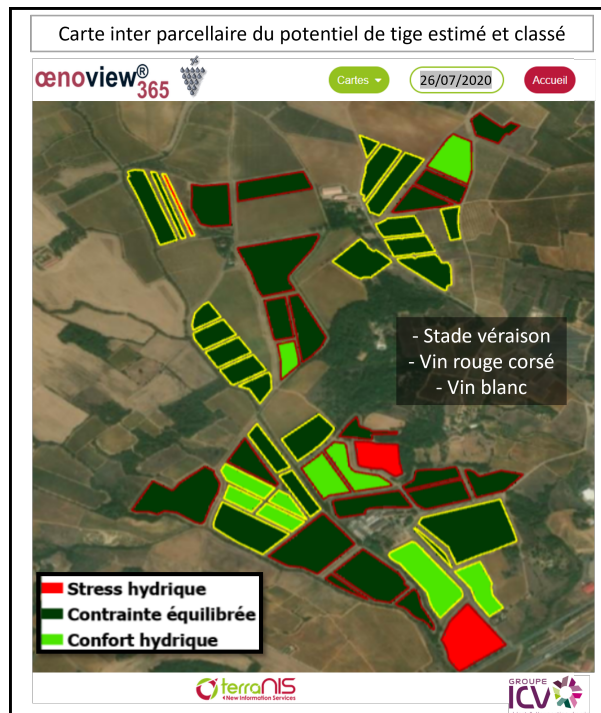 Carte inter parcellaire du potentiel de tige estimé et classé
œnoview®
365
Cartes
26/07/2020
Accueil
- Stade véraison
- Vin rouge corsé
- Vin blanc
Stress hydrique
Contrainte équilibrée
Confort hydrique
terraNIS
New Information Services
GROUPE
ICV